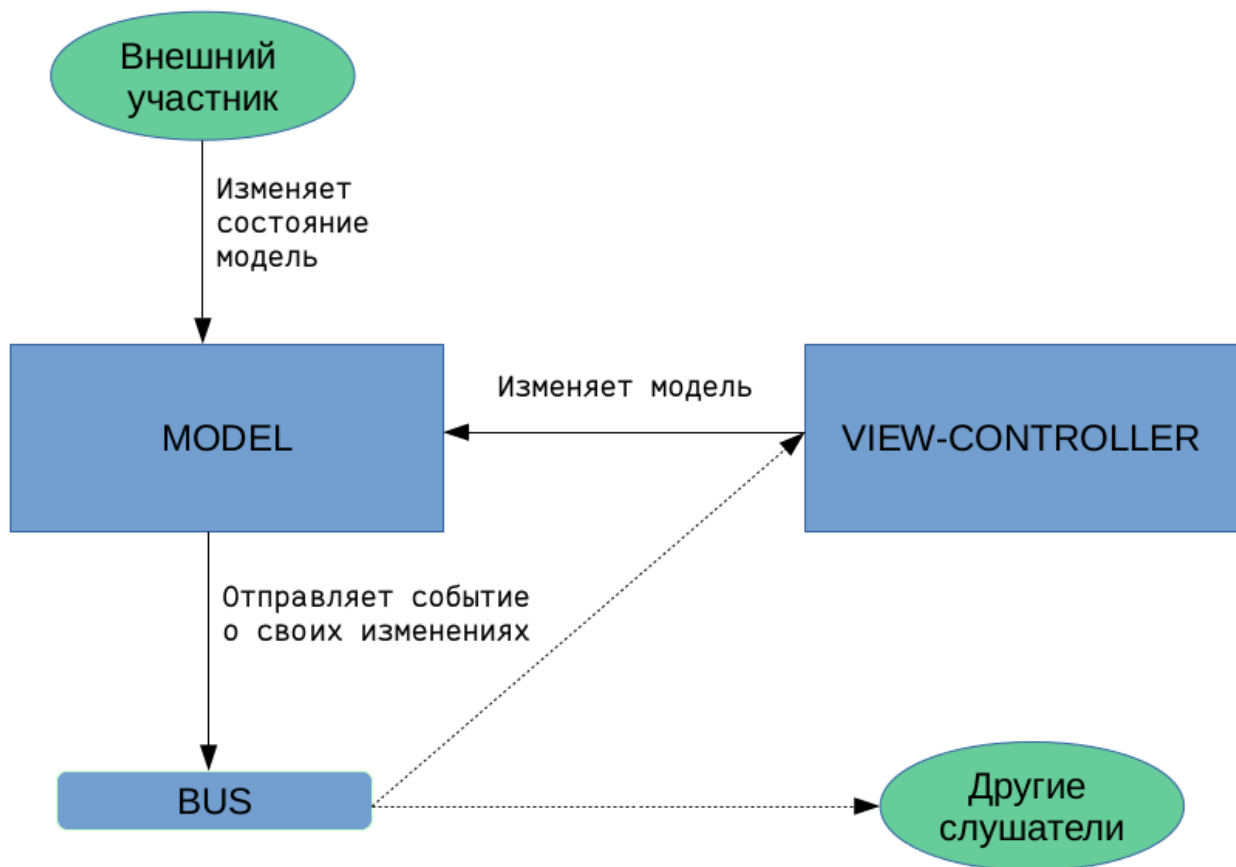 Внешний
участник
Изменяет
состояние
модель
MODEL
Изменяет модель
VIEW-CONTROLLER
Отправляет событие
о своих изменениях
BUS
Другие
слушатели